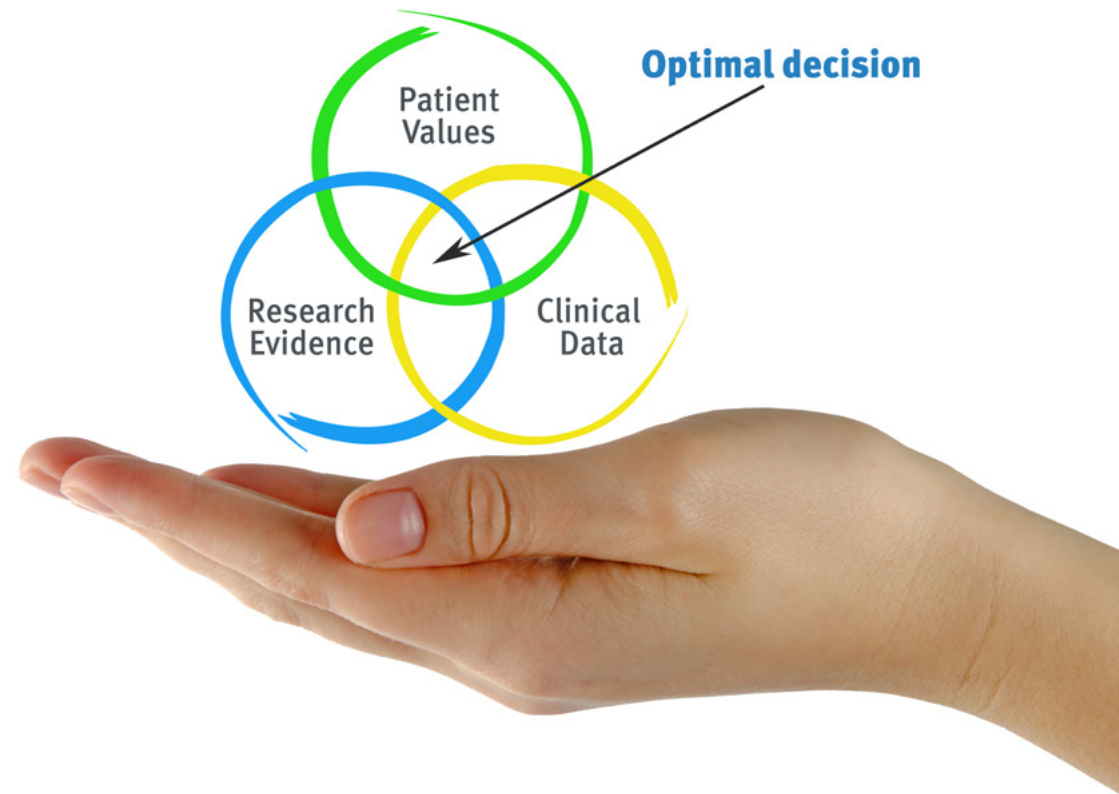 Optimal decision
Patient
Values
Research
Evidence
Clinical
Data